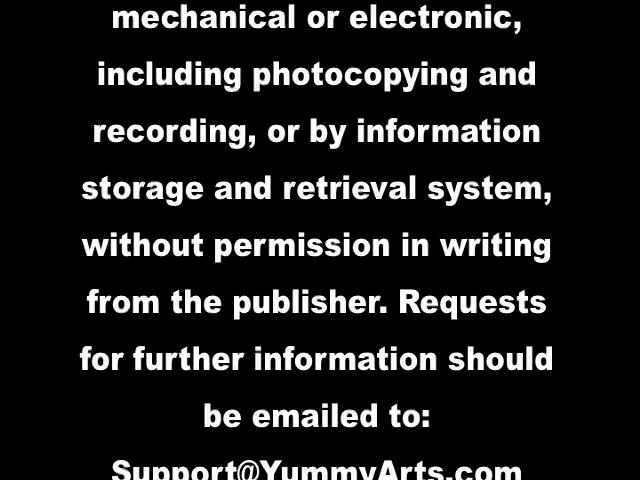 mechanical or electronic,
including photocopying and
recording, or by information
storage and retrieval system,
without permission in writing
from the publisher. Requests
for further information should
be emailed to:
Support@YummyArts.com